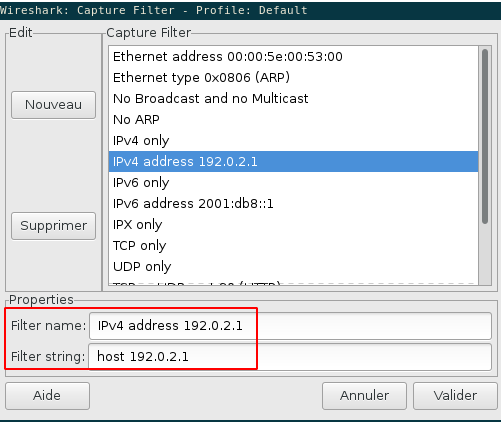 Wireshark: Capture Filter - Profile: Default
Edit
Capture Filter
Nouveau
Supprimer
Ethernet address 00:00:5e:00:53:00
Ethernet type 0x0806 (ARP)
No Broadcast and no Multicast
No ARP
IPv4 only
IPv4 address 192.0.2.1
IPv6 only
IPv6 address 2001:db8::1
IPX only
TCP only
UDP only
Properties
Filter name: IPv4 address 192.0.2.1
Filter string: host 192.0.2.1
Aide
Annuler
Valider